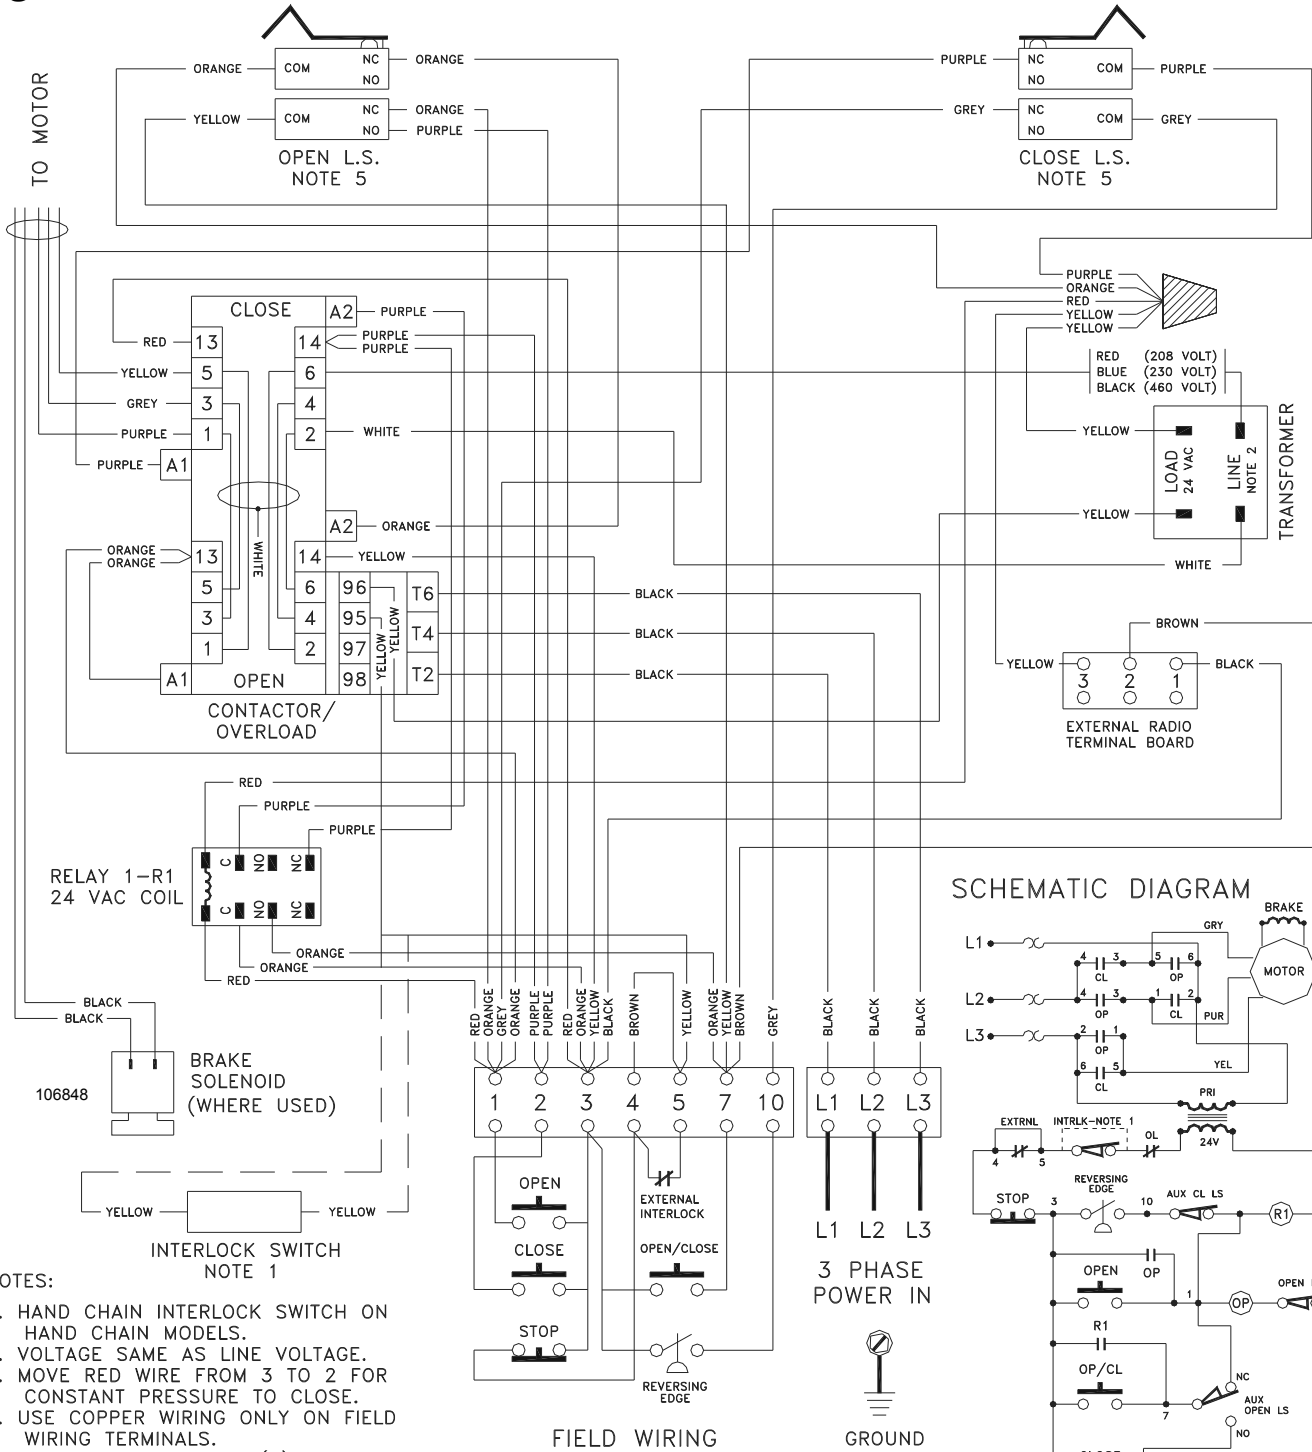 TO MOTOR
ORANGE
COM
NC
NO
ORANGE
YELLOW
COM
NC
NO
ORANGE
PURPLE
OPEN L.S.
NOTE 5
PURPLE
NC
NO
COM
PURPLE
GREY
NC
NO
COM
GREY
CLOSE L.S.
NOTE 5
PURPLE
ORANGE
RED
YELLOW
YELLOW
RED (208 VOLT)
BLUE (230 VOLT)
BLACK (460 VOLT)
YELLOW
YELLOW
LOAD
24 VAC
LINE
NOTE 2
TRANSFORMER
WHITE
CLOSE
A2
PURPLE
RED
13
14
PURPLE
PURPLE
YELLOW
5
6
GREY
3
4
PURPLE
1
2
WHITE
PURPLE
A1
WHITE
A2
ORANGE
ORANGE
ORANGE
13
14
YELLOW
5
6
96
T6
BLACK
3
4
95
T4
BLACK
1
2
97
YELLOW
YELLOW
A1
OPEN
98
T2
BLACK
CONTACTOR/
OVERLOAD
BROWN
YELLOW
BLACK
3 2 1
EXTERNAL RADIO
TERMINAL BOARD
RED
PURPLE
PURPLE
RELAY 1-R1
24 VAC COIL
C
NO
NC
C
NO
NC
ORANGE
ORANGE
RED
BLACK
BLACK
BRAKE
SOLENOID
(WHERE USED)
106848
RED
ORANGE
GREY
ORANGE
PURPLE
PURPLE
RED
ORANGE
YELLOW
BLACK
BROWN
YELLOW
ORANGE
YELLOW
BROWN
GREY
BLACK
BLACK
BLACK
1 2 3 4 5 7 10
L1 L2 L3
OPEN
CLOSE
STOP
EXTERNAL
INTERLOCK
OPEN/CLOSE
REVERSING
EDGE
FIELD WIRING
L1 L2 L3
3 PHASE
POWER IN
GROUND
YELLOW
YELLOW
INTERLOCK SWITCH
NOTE 1
OTES:
. HAND CHAIN INTERLOCK SWITCH ON
HAND CHAIN MODELS.
. VOLTAGE SAME AS LINE VOLTAGE.
. MOVE RED WIRE FROM 3 TO 2 FOR
CONSTANT PRESSURE TO CLOSE.
. USE COPPER WIRING ONLY ON FIELD
WIRING TERMINALS.
SCHEMATIC DIAGRAM
BRAKE
GRY
L1
4 3
CL
5 6
OP
MOTOR
L2
4 3
OP
1 2
CL
PUR
L3
2 1
OP
6 5
CL
YEL
PRI
24V
EXTRNL
4 5
INTRLK-NOTE 1
OL
STOP
3
REVERSING
EDGE
10
AUX CL LS
R1
OP
OPEN
1
OP
OPEN
R1
OP/CL
7
NC
AUX
OPEN LS
NO